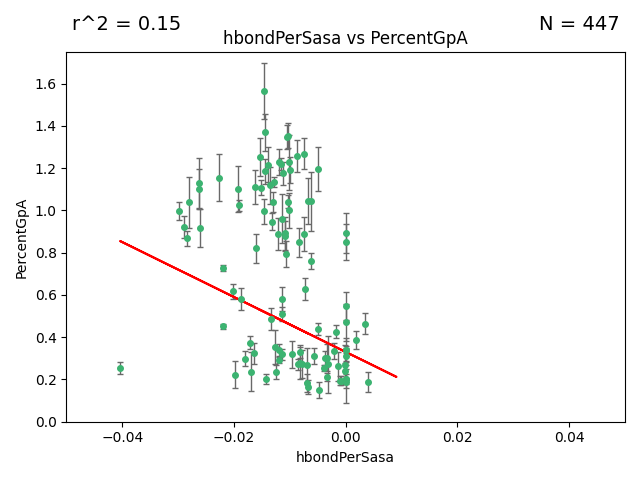 r^2 = 0.15
N = 447
hbondPerSasa vs PercentGpA
PercentGpA
1.6
1.4
1.2
1.0
0.8
0.6
0.4
0.2
0.0
−0.04
−0.02
0.00
0.02
0.04
hbondPerSasa